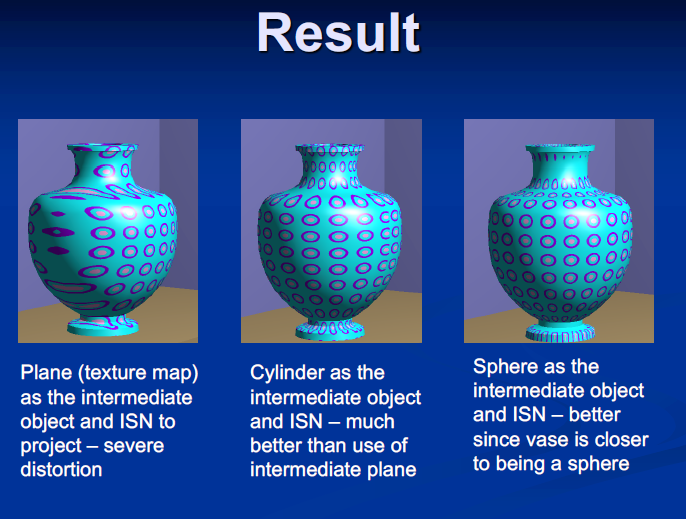 Result
Plane (texture map)
as the intermediate
object and ISN to
project – severe
distortion
Cylinder as the
intermediate object
and ISN – much
better than use of
intermediate plane
Sphere as the
intermediate object
and ISN – better
since vase is closer
to being a sphere